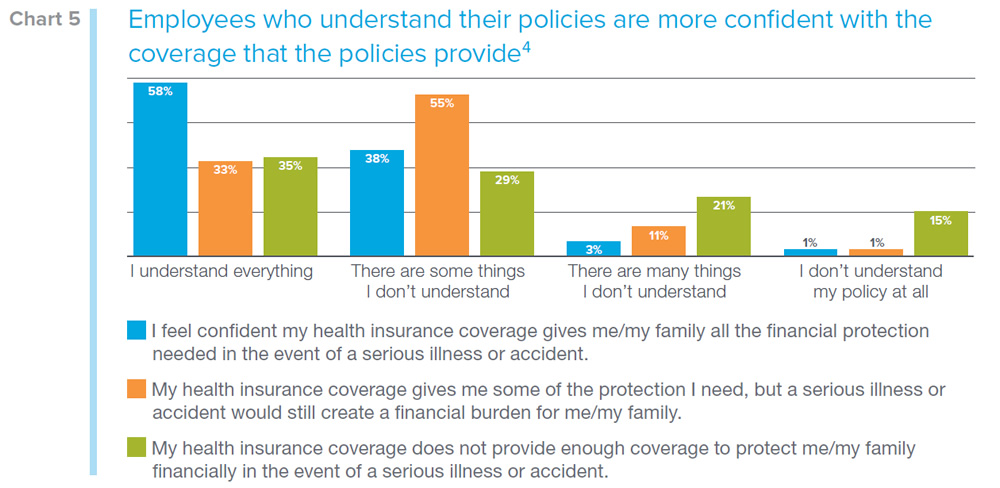 Chart 5
Employees who understand their policies are more confident with the
coverage that the policies provide4
58%
33%
35%
38%
55%
29%
3%
11%
21%
1%
1%
15%
I understand everything
There are some things
I don’t understand
There are many things
I don’t understand
I don’t understand
my policy at all
I feel confident my health insurance coverage gives me/my family all the financial protection
needed in the event of a serious illness or accident.
My health insurance coverage gives me some of the protection I need, but a serious illness or
accident would still create a financial burden for me/my family.
My health insurance coverage does not provide enough coverage to protect me/my family
financially in the event of a serious illness or accident.